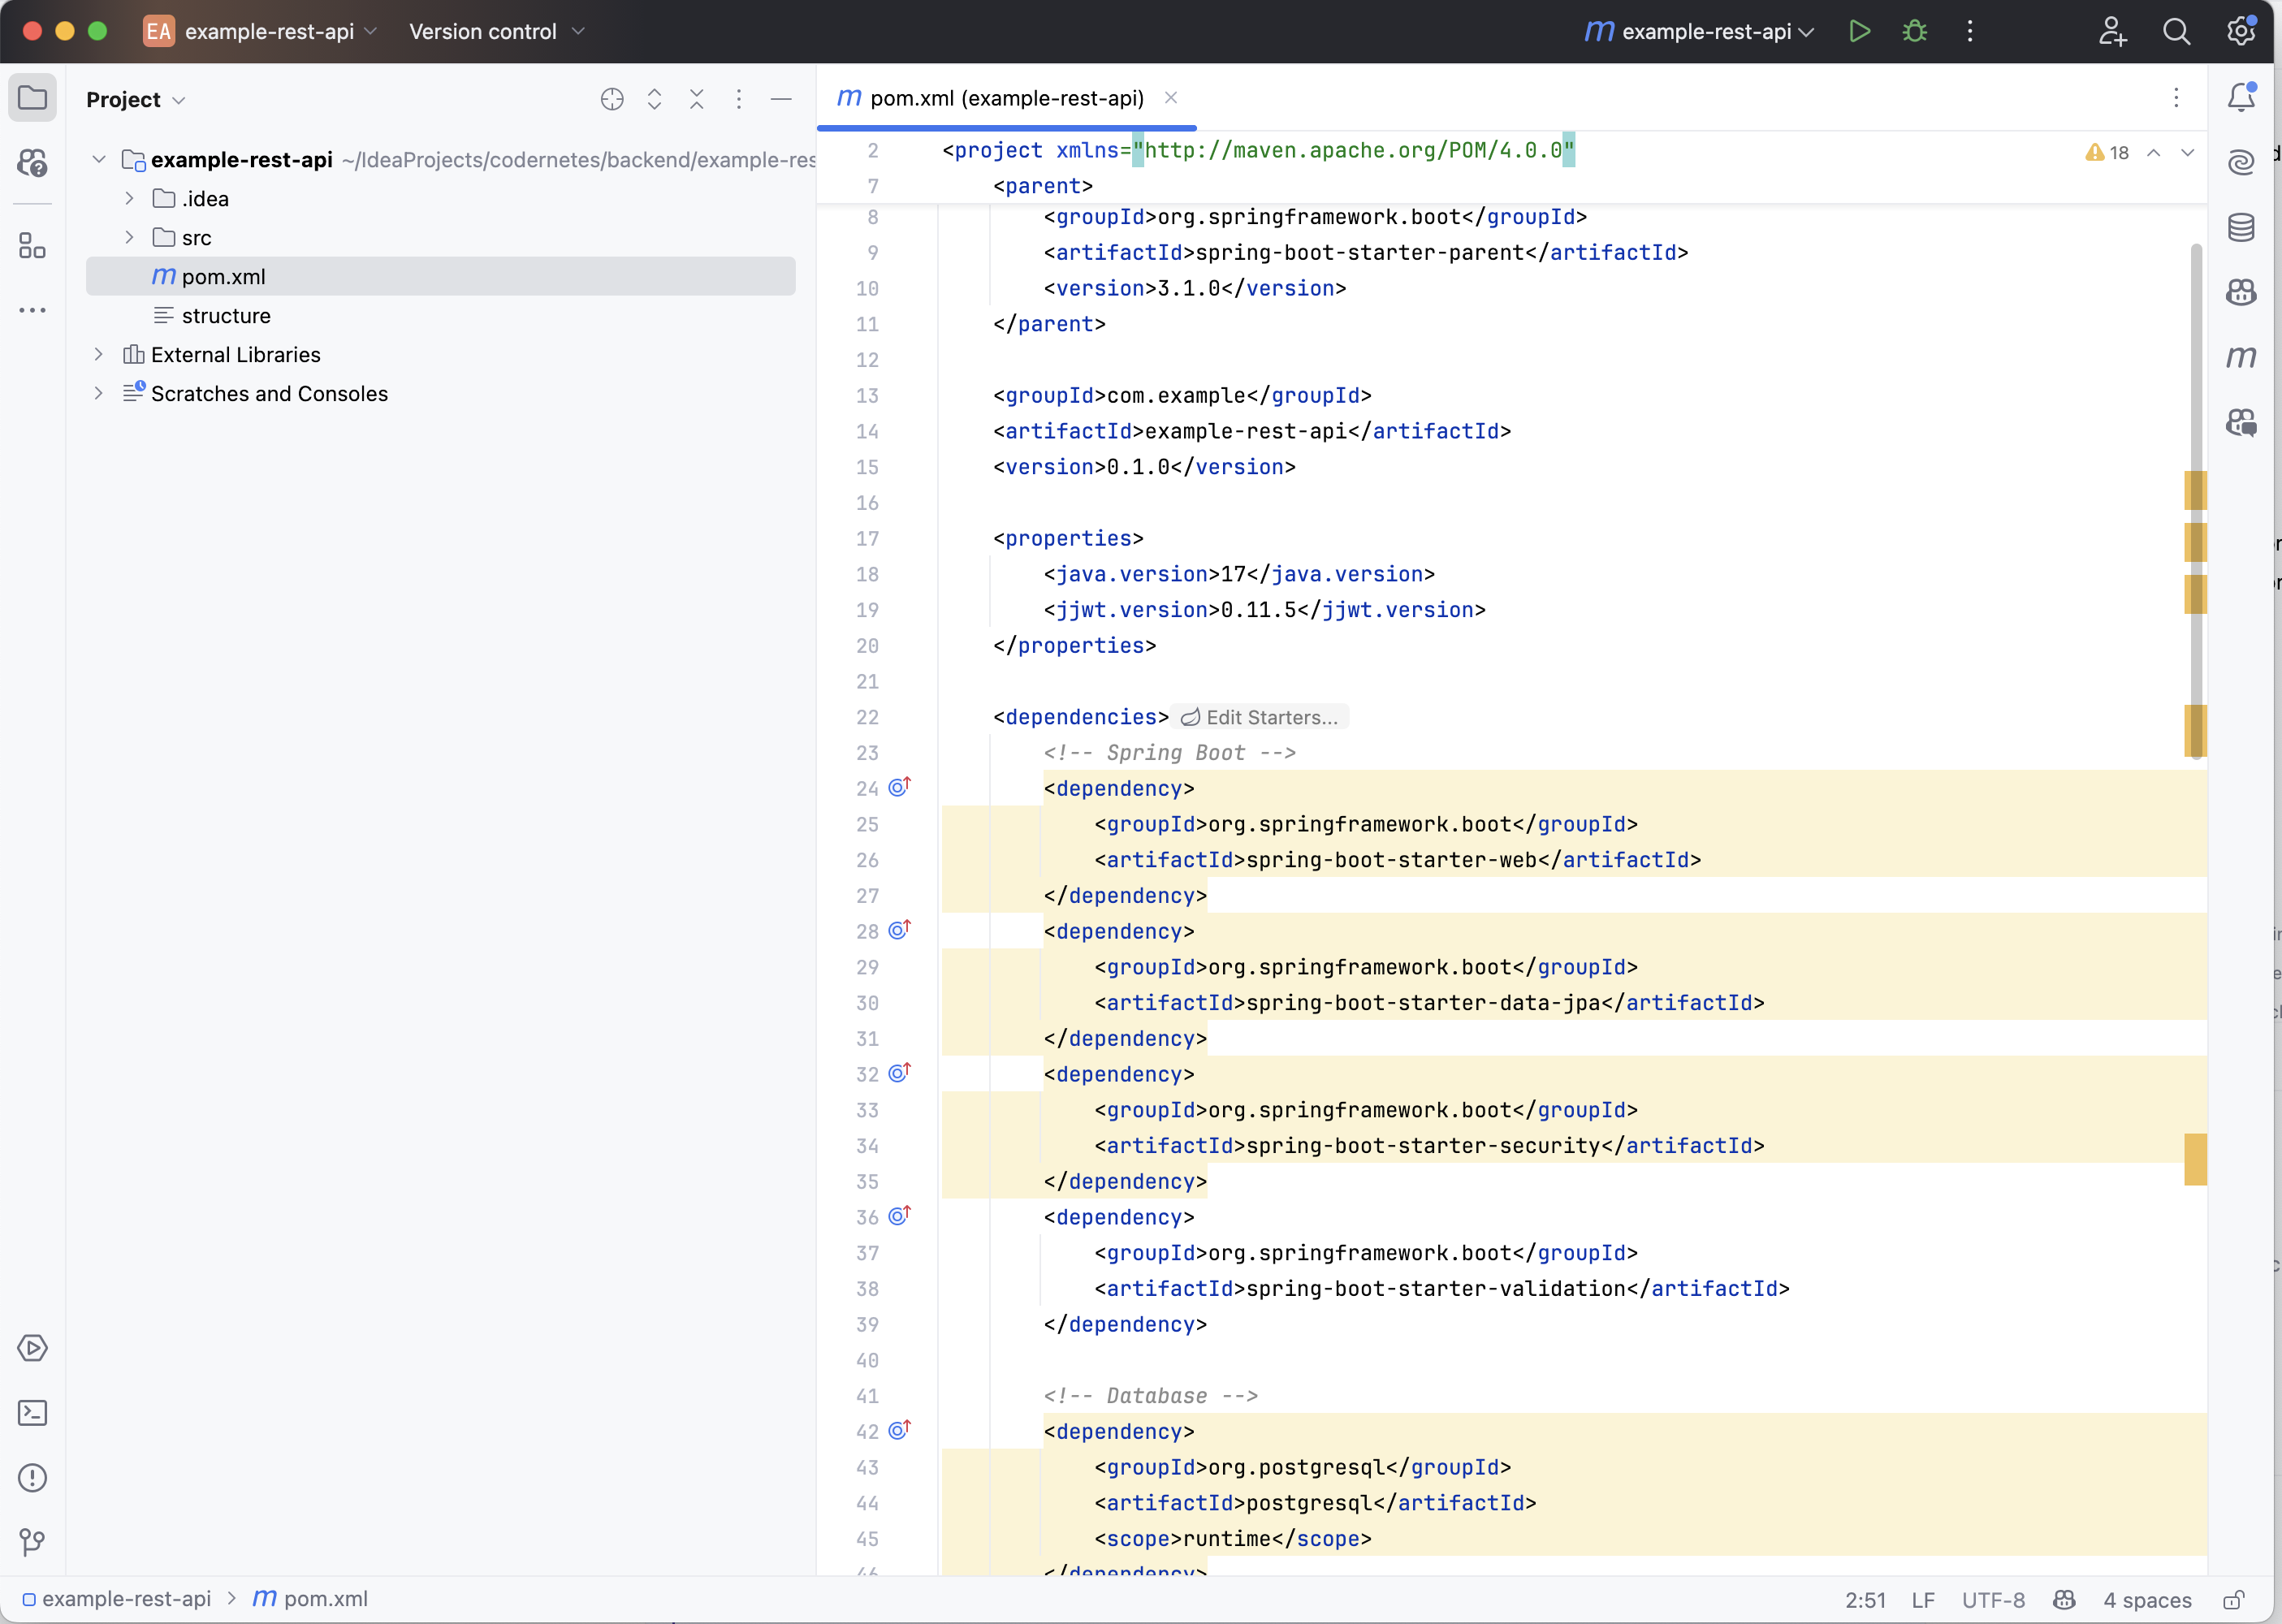 EA example-rest-api Version control
m example-rest-api
Project
example-rest-api ~/IdeaProjects/codernetes/backend/example-res
.idea
src
m pom.xml
structure
External Libraries
Scratches and Consoles
m pom.xml (example-rest-api)
18
2 <project xmlns="http://maven.apache.org/POM/4.0.0"
7 <parent>
8 <groupId>org.springframework.boot</groupId>
9 <artifactId>spring-boot-starter-parent</artifactId>
10 <version>3.1.0</version>
11 </parent>
12
13 <groupId>com.example</groupId>
14 <artifactId>example-rest-api</artifactId>
15 <version>0.1.0</version>
16
17 <properties>
18 <java.version>17</java.version>
19 <jjwt.version>0.11.5</jjwt.version>
20 </properties>
21
22 <dependencies> Edit Starters...
23 <!-- Spring Boot -->
24 <dependency>
25 <groupId>org.springframework.boot</groupId>
26 <artifactId>spring-boot-starter-web</artifactId>
27 </dependency>
28 <dependency>
29 <groupId>org.springframework.boot</groupId>
30 <artifactId>spring-boot-starter-data-jpa</artifactId>
31 </dependency>
32 <dependency>
33 <groupId>org.springframework.boot</groupId>
34 <artifactId>spring-boot-starter-security</artifactId>
35 </dependency>
36 <dependency>
37 <groupId>org.springframework.boot</groupId>
38 <artifactId>spring-boot-starter-validation</artifactId>
39 </dependency>
40
41 <!-- Database -->
42 <dependency>
43 <groupId>org.postgresql</groupId>
44 <artifactId>postgresql</artifactId>
45 <scope>runtime</scope>
46 </dependency>
m
example-rest-api > m pom.xml
2:51 LF UTF-8 4 spaces